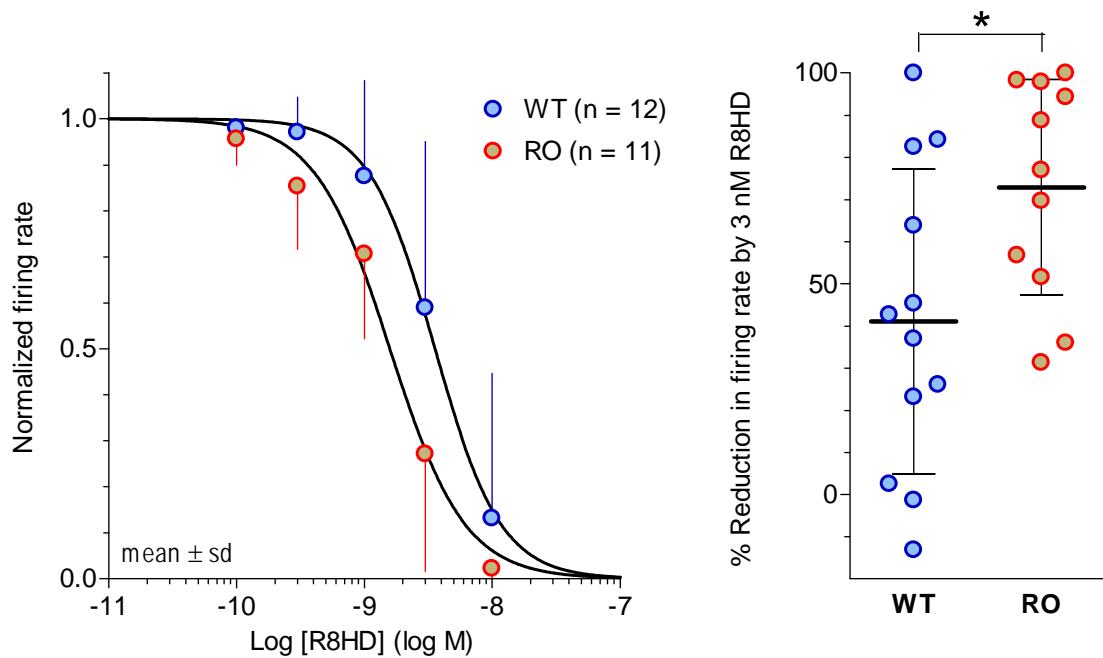 Normalized firing rate
1.0
0.5
0.0
WT (n = 12)
RO (n = 11)
mean ± sd
-11 -10 -9 -8 -7
Log [R8HD] (log M)
% Reduction in firing rate by 3 nM R8HD
*
100
50
0
WT RO